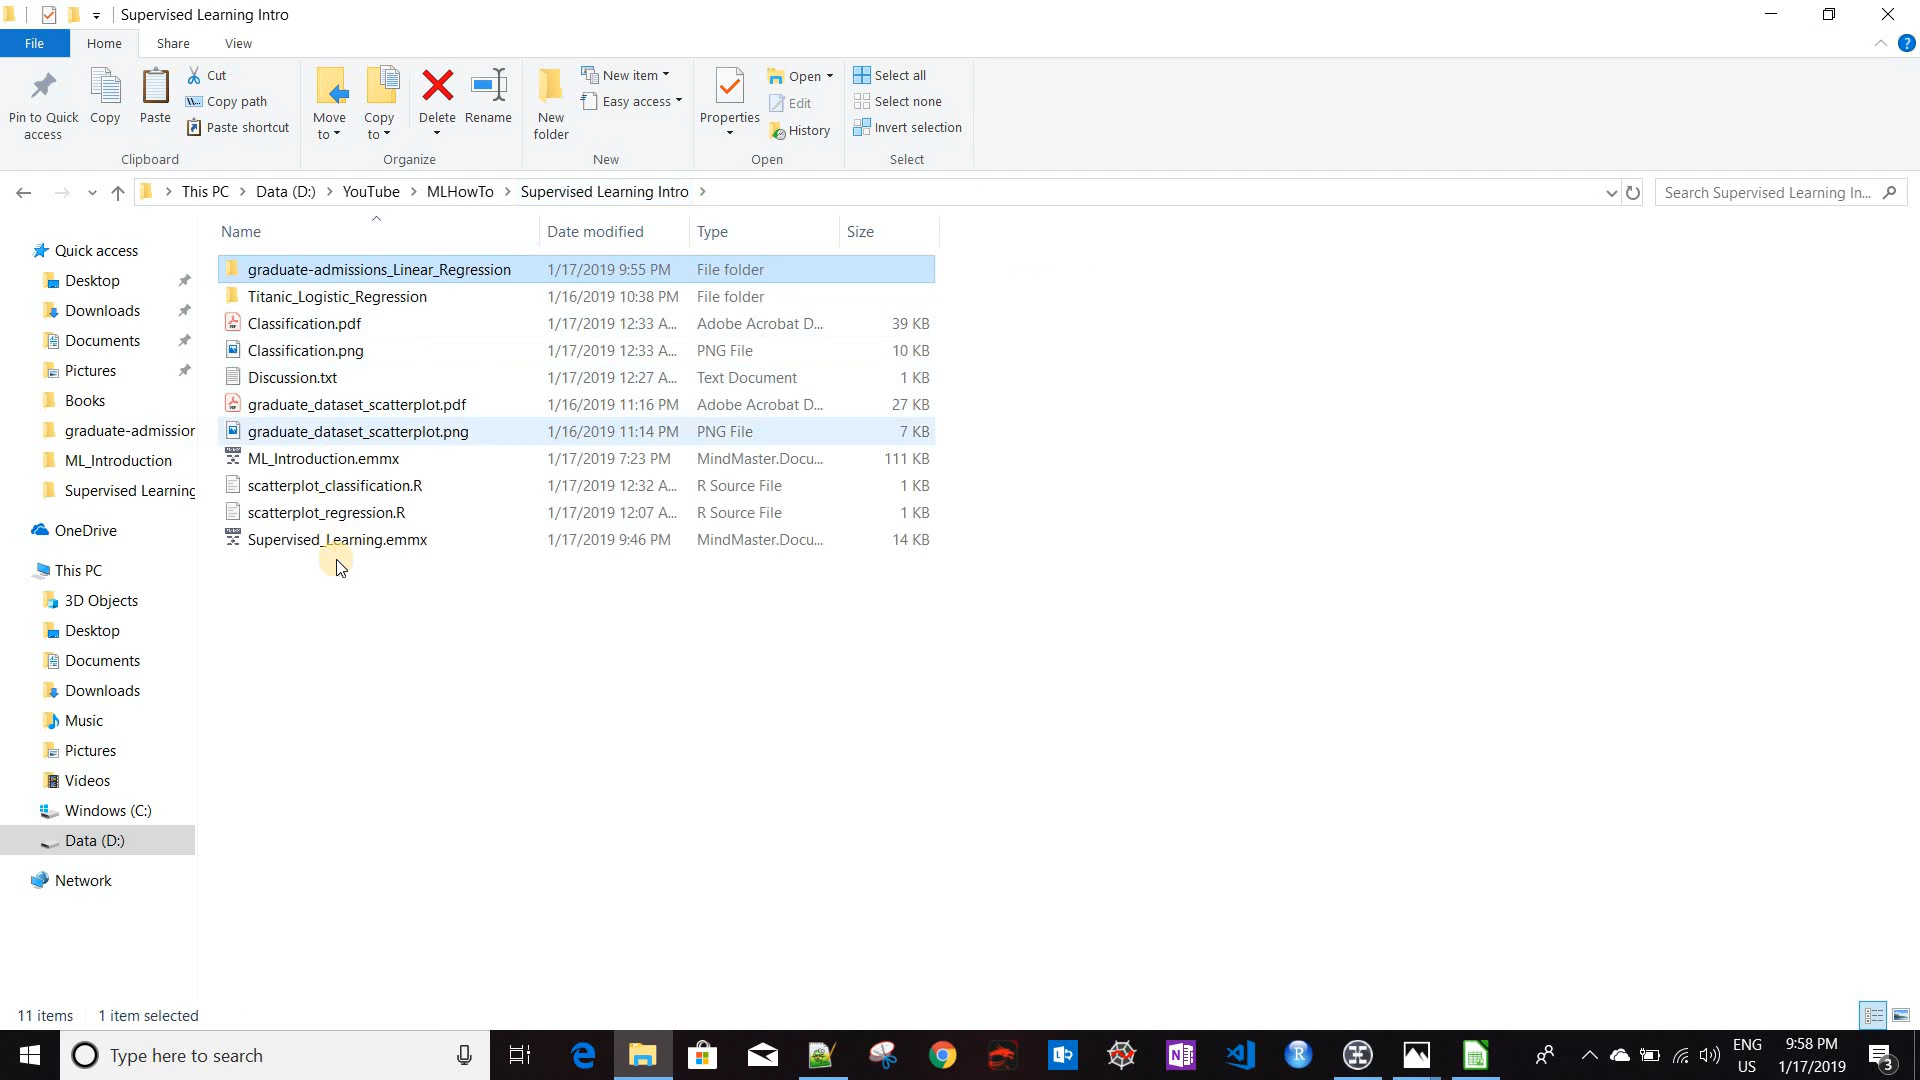 Supervised Learning Intro
File Home Share View
Pin to Quick access
Copy
Paste
Cut
Copy path
Paste shortcut
Clipboard
Move to
Copy to
Delete
Rename
Organize
New folder
New item
Easy access
New
Properties
Open
Edit
History
Open
Select all
Select none
Invert selection
Select
This PC Data (D:) YouTube MLHowTo Supervised Learning Intro
Search Supervised Learning In...
Name Date modified Type Size
graduate-admissions_Linear_Regression 1/17/2019 9:55 PM File folder
Titanic_Logistic_Regression 1/16/2019 10:38 PM File folder
Classification.pdf 1/17/2019 12:33 A... Adobe Acrobat D... 39 KB
Classification.png 1/17/2019 12:33 A... PNG File 10 KB
Discussion.txt 1/17/2019 12:27 A... Text Document 1 KB
graduate_dataset_scatterplot.pdf 1/16/2019 11:16 PM Adobe Acrobat D... 27 KB
graduate_dataset_scatterplot.png 1/16/2019 11:14 PM PNG File 7 KB
ML_Introduction.emmx 1/17/2019 7:23 PM MindMaster.Docu... 111 KB
scatterplot_classification.R 1/17/2019 12:32 A... R Source File 1 KB
scatterplot_regression.R 1/17/2019 12:07 A... R Source File 1 KB
Supervised_Learning.emmx 1/17/2019 9:46 PM MindMaster.Docu... 14 KB
Quick access
Desktop
Downloads
Documents
Pictures
Books
graduate-admission
ML_Introduction
Supervised Learning
OneDrive
This PC
3D Objects
Desktop
Documents
Downloads
Music
Pictures
Videos
Windows (C:)
Data (D:)
Network
11 items 1 item selected
Type here to search
ENG
US
9:58 PM
1/17/2019
3